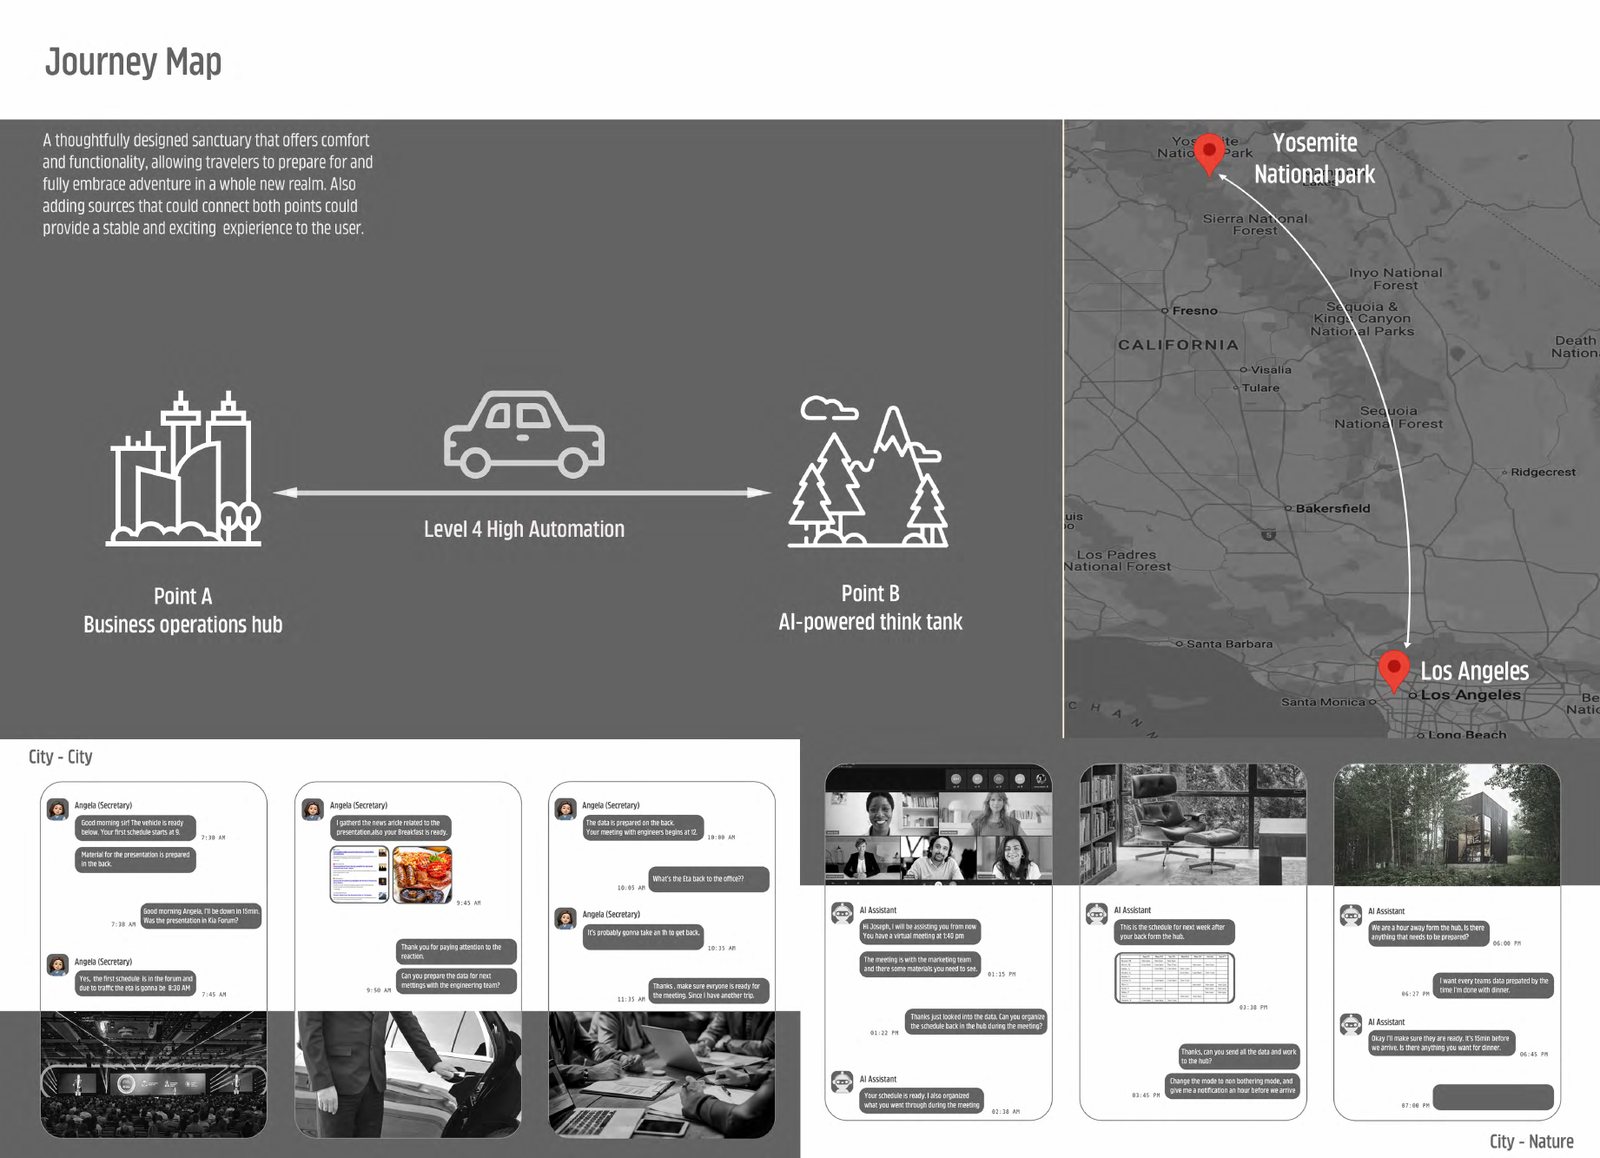 Journey Map
A thoughtfully designed sanctuary that offers comfort
and functionality, allowing travelers to prepare for and
fully embrace adventure in a whole new realm. Also
adding sources that could connect both points could
provide a stable and exciting expierience to the user.
Level 4 High Automation
Point A
Business operations hub
Point B
AI-powered think tank
Yosemite
National park
Sierra National
Forest
Inyo National
Forest
Fresno
Sequoia &
Kings Canyon
National Parks
CALIFORNIA
Death
Nation
Visalia
Tulare
Sequoia
National Forest
Ridgecrest
Bakersfield
uis
5
Los Padres
National Forest
Santa Barbara
Los Angeles
Los Angeles
Santa Monica
Be
Natic
CHAN
Long Beach
City - City
Angela (Secretary)
Good morning sir! The vehicle is ready
below. Your first schedule starts at 9.
7:30 AM
Material for the presentation is prepared
in the back.
Good morning Angela, I'll be down in 15min.
Was the presentation in Kia Forum?
7:38 AM
Angela (Secretary)
Yes, the first schedule is in the forum and
due to traffic the eta is gonna be 8:30 AM
7:45 AM
Angela (Secretary)
I gatherd the news aricle related to the
presentation,also your Breakfast is ready.
9:45 AM
Thank you for paying attention to the
reaction.
Can you prepare the data for next
mettings with the engineering team?
9:50 AM
Angela (Secretary)
The data is prepared on the back.
Your meeting with engineers begins at 12.
10:00 AM
What's the Eta back to the office??
10:05 AM
Angela (Secretary)
It's probably gonna take an 1h to get back.
10:35 AM
Thanks , make sure evryone is ready for
the meeting. Since I have another trip.
11:35 AM
AI Assistant
Hi Joseph, I will be assisting you from now
You have a virtual meeting at 1:40 pm
The meeting is with the marketing team
and there some materials you need to see.
01:15 PM
Thanks just looked into the data. Can you organize
the schedule back in the hub during the meeting?
01:22 PM
AI Assistant
Your schedule is ready. I also organized
what you went through during the meeting
02:38 AM
AI Assistant
This is the schedule for next week after
your back form the hub.
03:30 PM
Thanks, can you send all the data and work
to the hub?
Change the mode to non bothering mode, and
give me a notification an hour before we arrive
03:45 PM
AI Assistant
We are a hour away form the hub, Is there
anything that needs to be prepared?
06:00 PM
I want every teams data prepated by the
time I'm done with dinner.
06:27 PM
AI Assistant
Okay I'll make sure they are ready. It's 15min before
we arrive. Is there anything you want for dinner.
06:45 PM
07:00 PM
City - Nature